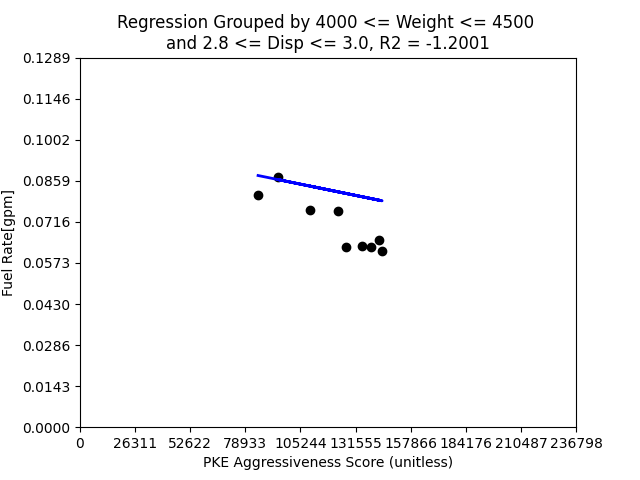 Regression Grouped by 4000 <= Weight <= 4500
and 2.8 <= Disp <= 3.0, R2 = -1.2001
0.1289
0.1146
0.1002
0.0859
0.0716
0.0573
0.0430
0.0286
0.0143
0.0000
Fuel Rate[gpm]
0 26311 52622 78933 105244 131555 157866 184176 210487 236798
PKE Aggressiveness Score (unitless)